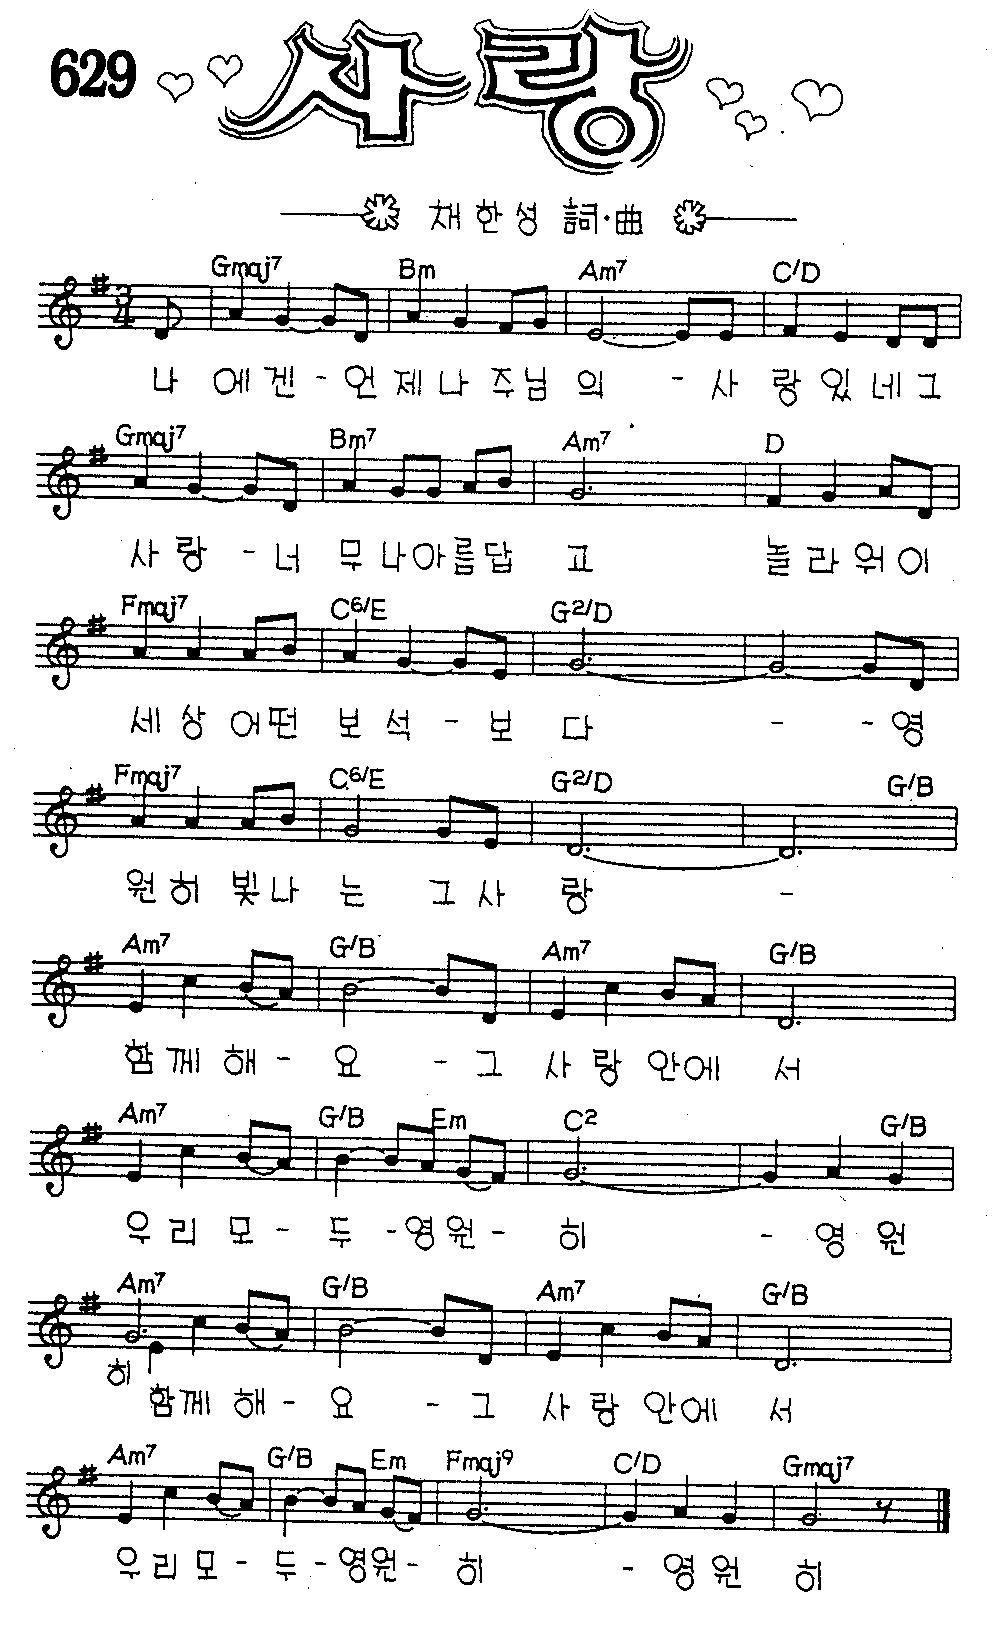 629 사랑
채한성 詞·曲
Gmaj7 Bm Am7 C/D
나 에겐 - 언제나 주님 의 - 사 랑 있 네 그
Gmaj7 Bm7 Am7 D
사 랑 - 너 무 나아름답 고 놀 라 워 이
Fmaj7 C6/E G2/D
세 상 어떤 보 석 - 보 다 - - 영
Fmaj7 C6/E G2/D G/B
원 히 빛나 는 그사 랑 -
Am7 G/B Am7 G/B
함 께 해 - 요 - 그 사 랑 안에 서
Am7 G/B Em C2 G/B
우 리 모 - 두 - 영원 - 히 - 영 원
Am7 G/B Am7 G/B
히
함께 해 - 요 - 그 사 랑 안에 서
Am7 G/B Em Fmaj9 C/D Gmaj7
우 리 모 - 두 - 영원 - 히 - 영 원 히